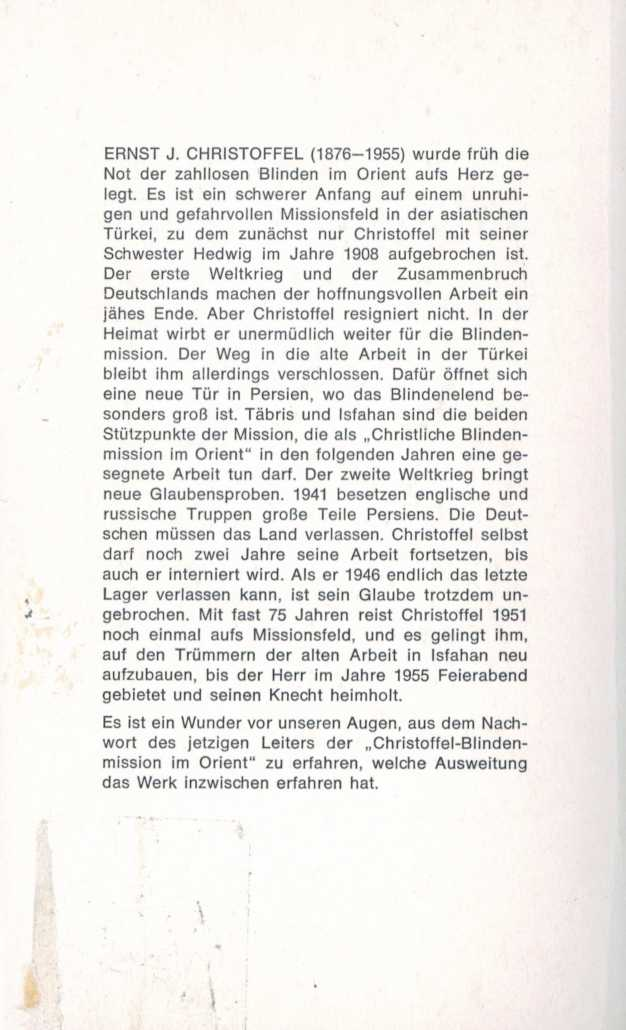 ERNST J. CHRISTOFFEL (1876—1955) wurde früh die
Not der zahllosen Blinden im Orient aufs Herz ge-
legt. Es ist ein schwerer Anfang auf einem unruhi-
gen und gefahrvollen Missionsfeld in der asiatischen
Türkei, zu dem zunächst nur Christoffel mit seiner
Schwester Hedwig im Jahre 1908 aufgebrochen ist.
Der erste Weltkrieg und der Zusammenbruch
Deutschlands machen der hoffnungsvollen Arbeit ein
jähes Ende. Aber Christoffel resigniert nicht. In der
Heimat wirbt er unermüdlich weiter für die Blinden-
mission. Der Weg in die alte Arbeit in der Türkei
bleibt ihm allerdings verschlossen. Dafür öffnet sich
eine neue Tür in Persien, wo das Blindenelend be-
sonders groß ist. Täbris und Isfahan sind die beiden
Stützpunkte der Mission, die als „Christliche Blinden-
mission im Orient“ in den folgenden Jahren eine ge-
segnete Arbeit tun darf. Der zweite Weltkrieg bringt
neue Glaubensproben. 1941 besetzen englische und
russische Truppen große Teile Persiens. Die Deut-
schen müssen das Land verlassen. Christoffel selbst
darf noch zwei Jahre seine Arbeit fortsetzen, bis
auch er interniert wird. Als er 1946 endlich das letzte
Lager verlassen kann, ist sein Glaube trotzdem un-
gebrochen. Mit fast 75 Jahren reist Christoffel 1951
noch einmal aufs Missionsfeld, und es gelingt ihm,
auf den Trümmern der alten Arbeit in Isfahan neu
aufzubauen, bis der Herr im Jahre 1955 Feierabend
gebietet und seinen Knecht heimholt.
Es ist ein Wunder vor unseren Augen, aus dem Nach-
wort des jetzigen Leiters der „Christoffel-Blinden-
mission im Orient“ zu erfahren, welche Ausweitung
das Werk inzwischen erfahren hat.